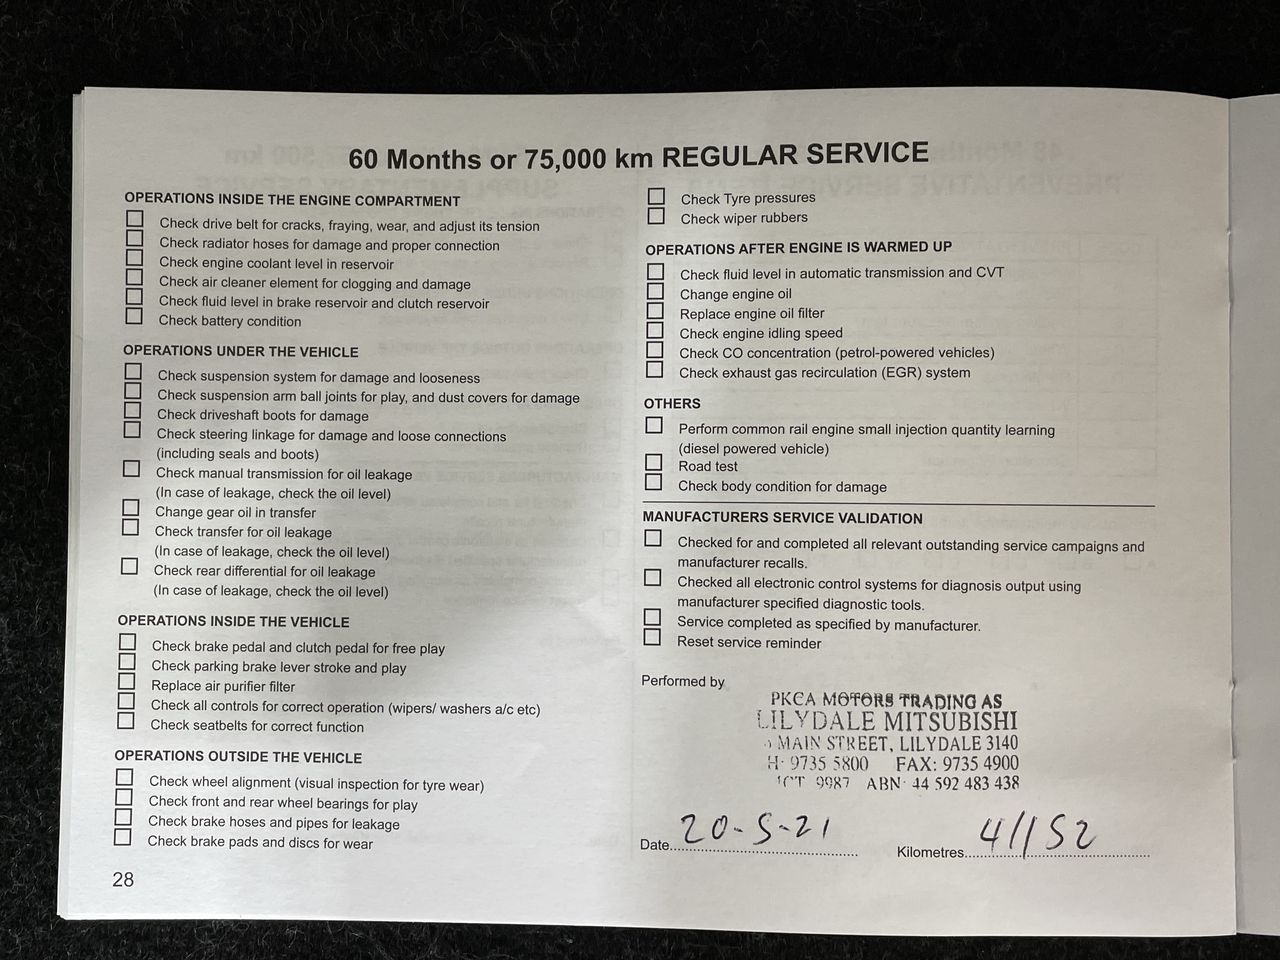 60 Months or 75,000 km REGULAR SERVICE
OPERATIONS INSIDE THE ENGINE COMPARTMENT
Check drive belt for cracks, fraying, wear, and adjust its tension
Check radiator hoses for damage and proper connection
Check engine coolant level in reservoir
Check air cleaner element for clogging and damage
Check fluid level in brake reservoir and clutch reservoir
Check battery condition
OPERATIONS UNDER THE VEHICLE
Check suspension system for damage and looseness
Check suspension arm ball joints for play, and dust covers for damage
Check driveshaft boots for damage
Check steering linkage for damage and loose connections
(including seals and boots)
Check manual transmission for oil leakage
(In case of leakage, check the oil level)
Change gear oil in transfer
Check transfer for oil leakage
(In case of leakage, check the oil level)
Check rear differential for oil leakage
(In case of leakage, check the oil level)
OPERATIONS INSIDE THE VEHICLE
Check brake pedal and clutch pedal for free play
Check parking brake lever stroke and play
Replace air purifier filter
Check all controls for correct operation (wipers/ washers a/c etc)
Check seatbelts for correct function
OPERATIONS OUTSIDE THE VEHICLE
Check wheel alignment (visual inspection for tyre wear)
Check front and rear wheel bearings for play
Check brake hoses and pipes for leakage
Check brake pads and discs for wear
28
Check Tyre pressures
Check wiper rubbers
OPERATIONS AFTER ENGINE IS WARMED UP
Check fluid level in automatic transmission and CVT
Change engine oil
Replace engine oil filter
Check engine idling speed
Check CO concentration (petrol-powered vehicles)
Check exhaust gas recirculation (EGR) system
OTHERS
Perform common rail engine small injection quantity learning
(diesel powered vehicle)
Road test
Check body condition for damage
MANUFACTURERS SERVICE VALIDATION
Checked for and completed all relevant outstanding service campaigns and
manufacturer recalls.
Checked all electronic control systems for diagnosis output using
manufacturer specified diagnostic tools.
Service completed as specified by manufacturer.
Reset service reminder
Performed by
PKCA MOTORS TRADING AS
LILYDALE MITSUBISHI
MAIN STREET, LILYDALE 3140
H: 9735 5800 FAX: 9735 4900
9987 ABN: 44 592 483 438
Date 20-5-21 Kilometres 41152